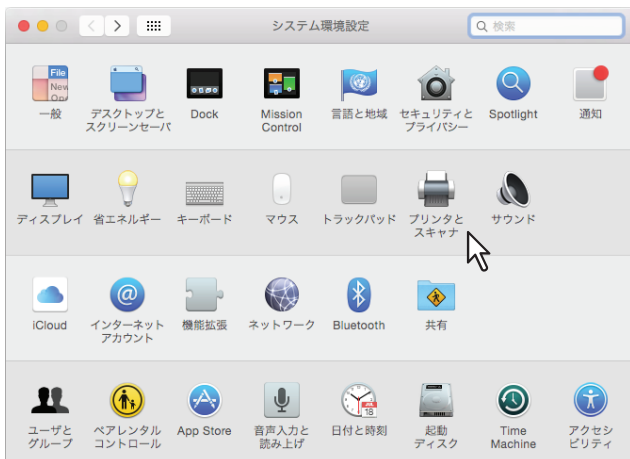 システム環境設定
検索
File
New
一般
デスクトップと
スクリーンセーバ
Dock
Mission
Control
言語と地域
セキュリティと
プライバシー
Spotlight
通知
ディスプレイ
省エネルギー
キーボード
マウス
トラックパッド
プリンタと
スキャナ
サウンド
iCloud
インターネット
アカウント
機能拡張
ネットワーク
Bluetooth
共有
ユーザと
グループ
ペアレンタル
コントロール
App Store
音声入力と
読み上げ
18
日付と時刻
起動
ディスク
Time
Machine
アクセシ
ビリティ